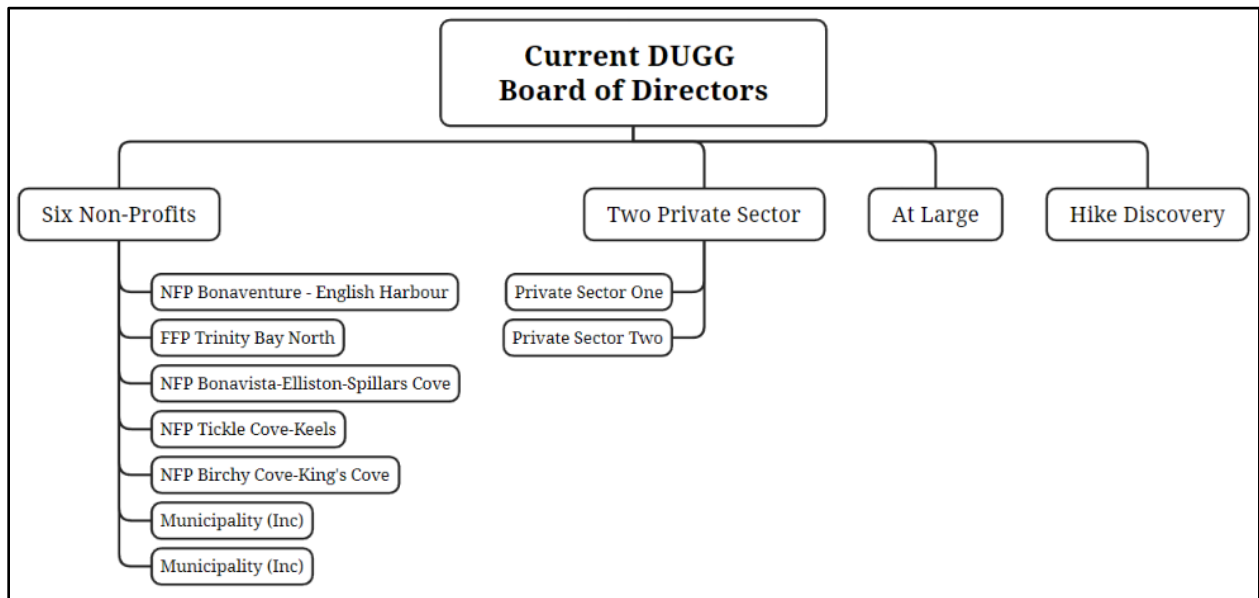 Current DUGG
Board of Directors
Six Non-Profits
Two Private Sector
At Large
Hike Discovery
NFP Bonaventure - English Harbour
FFP Trinity Bay North
NFP Bonavista-Elliston-Spillars Cove
NFP Tickle Cove-Keels
NFP Birchy Cove-King's Cove
Municipality (Inc)
Municipality (Inc)
Private Sector One
Private Sector Two